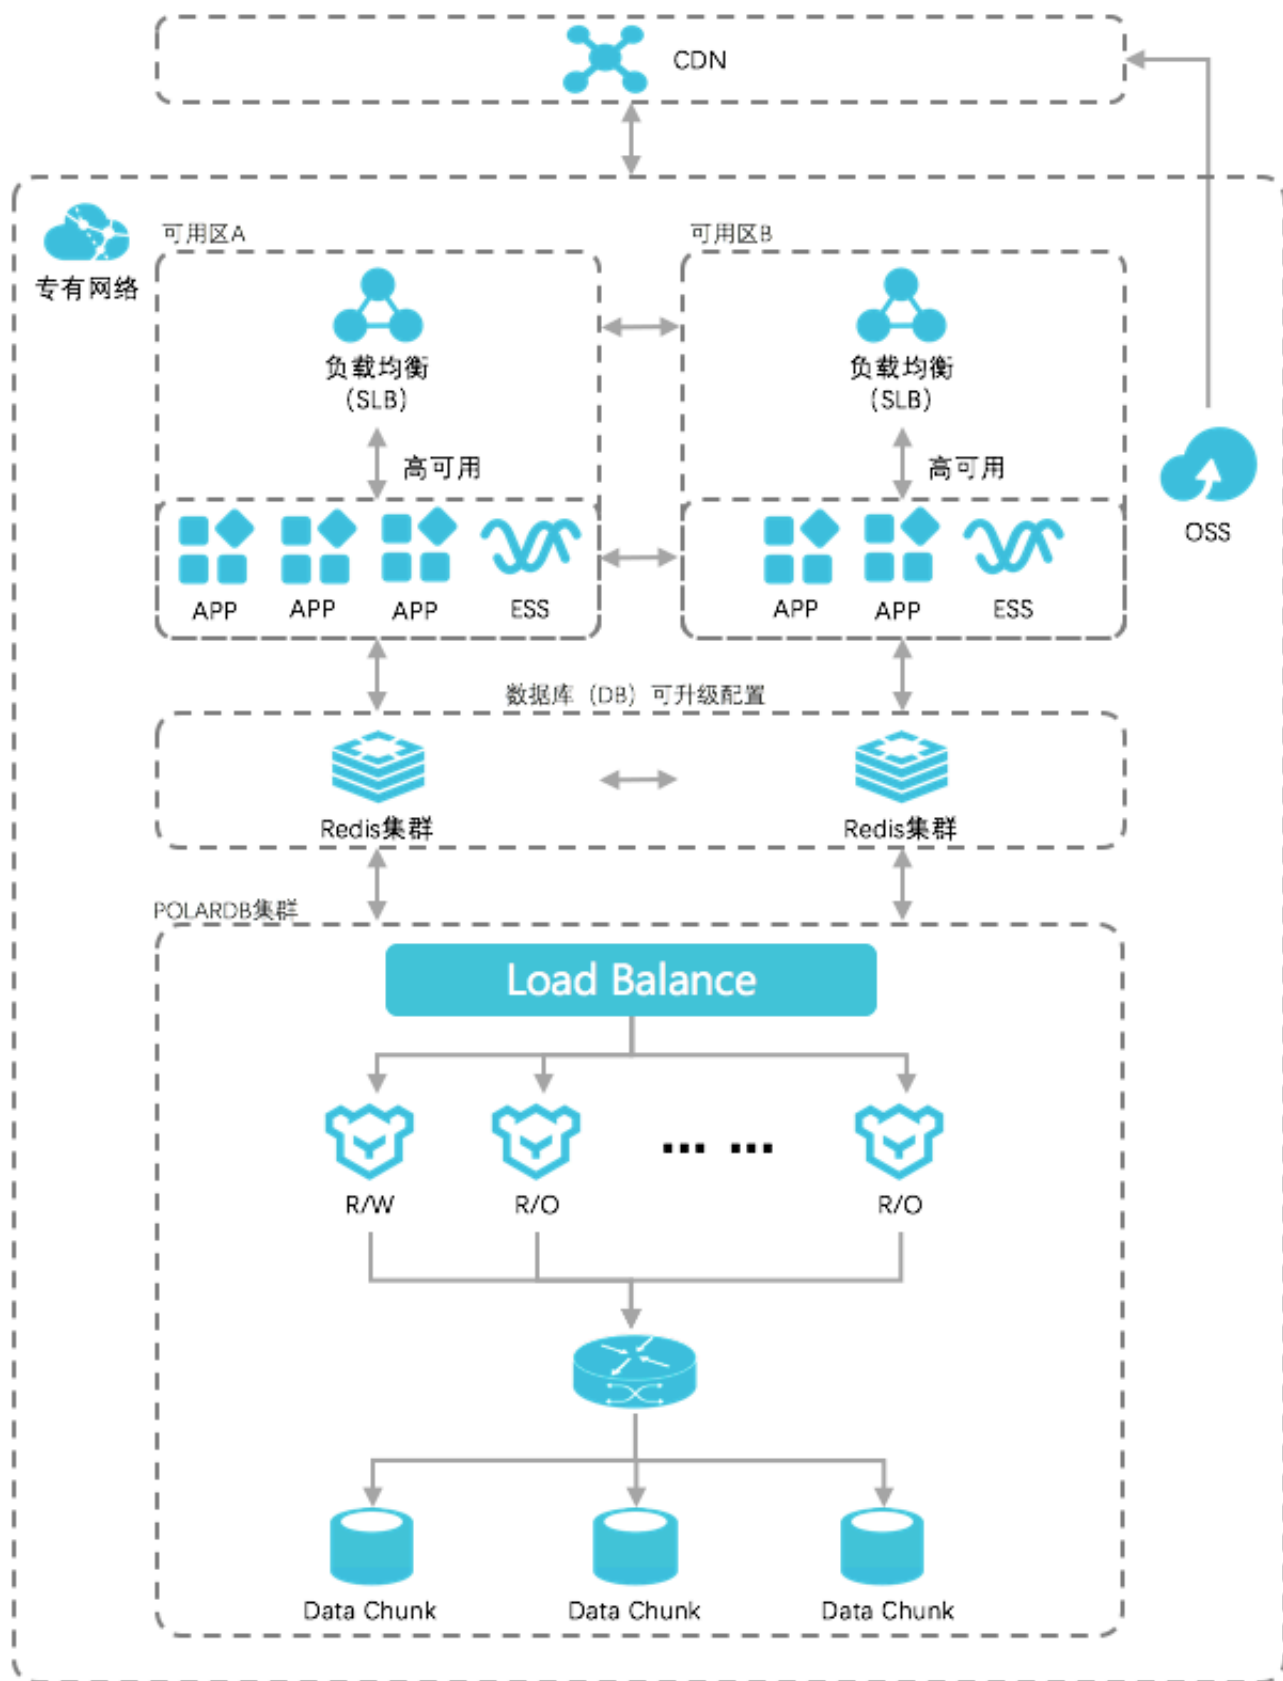 CDN
可用区A
可用区B
专有网络
负载均衡
(SLB)
负载均衡
(SLB)
高可用
高可用
OSS
APP
APP
APP
ESS
APP
APP
ESS
数据库（DB）可升级配置
Redis集群
Redis集群
POLARDB集群
Load Balance
... ...
R/W
R/O
R/O
Data Chunk
Data Chunk
Data Chunk